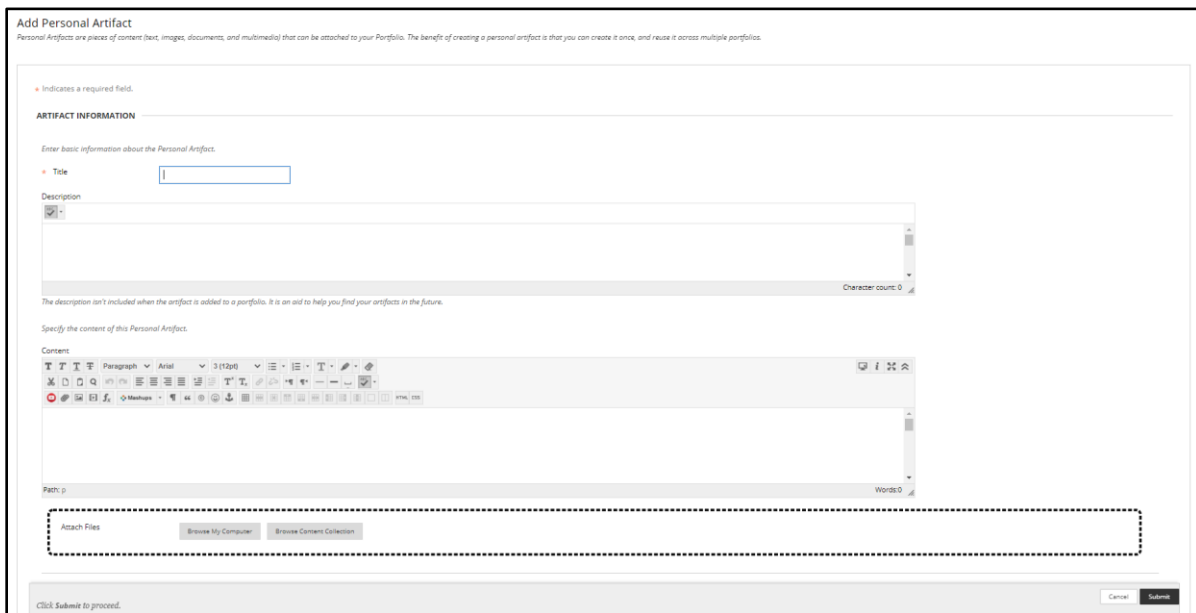 Add Personal Artifact
Personal Artifacts are pieces of content (text, images, documents, and multimedia) that can be attached to your Portfolio. The benefit of creating a personal artifact is that you can create it once, and reuse it across multiple portfolios.
* Indicates a required field.
ARTIFACT INFORMATION
Enter basic information about the Personal Artifact.
* Title
Description
Character count: 0
The description isn't included when the artifact is added to a portfolio. It is an aid to help you find your artifacts in the future.
Specify the content of this Personal Artifact.
Content
T T T T Paragraph Arial 3 (12pt) T
T' T,
fx Mashups HTML CSS
Path: p Words:0
Attach Files Browse My Computer Browse Content Collection
Click Submit to proceed. Cancel Submit